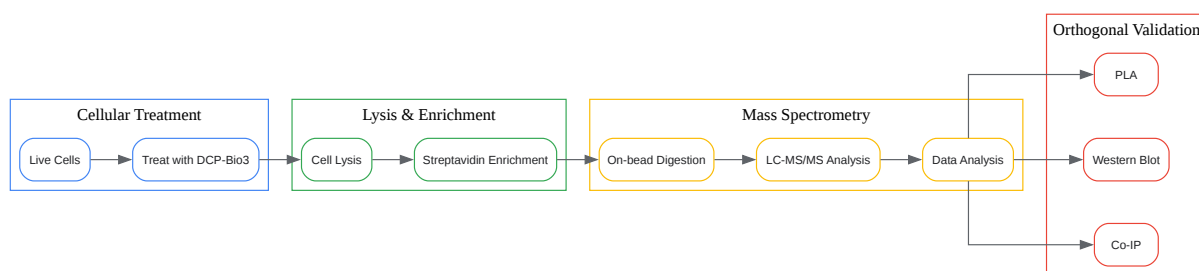 Orthogonal Validation
PLA
Cellular Treatment
Lysis & Enrichment
Mass Spectrometry
Live Cells
Treat with DCP-Bio3
Cell Lysis
Streptavidin Enrichment
On-bead Digestion
LC-MS/MS Analysis
Data Analysis
Western Blot
Co-IP